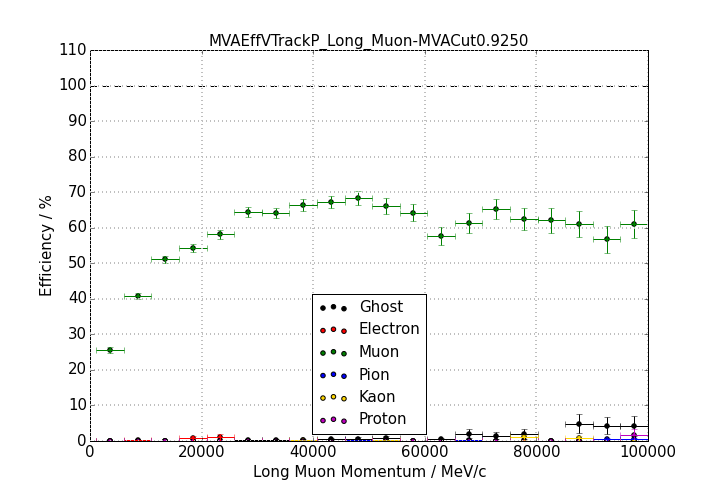 MVAEffVTrackP_Long_Muon-MVACut0.9250
110
100
90
80
70
60
50
40
30
20
10
0
Efficiency / %
Ghost
Electron
Muon
Pion
Kaon
Proton
0 20000 40000 60000 80000 100000
Long Muon Momentum / MeV/c